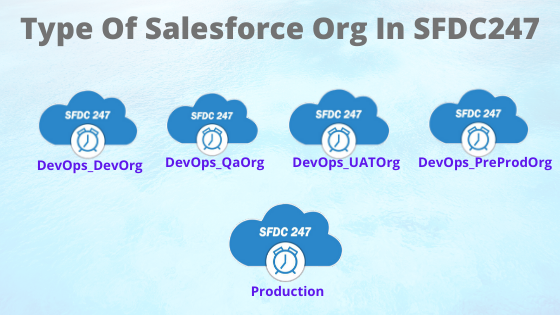 Type Of Salesforce Org In SFDC247
SFDC 247
SFDC 247
SFDC 247
SFDC 247
DevOps_DevOrg
DevOps_QaOrg
DevOps_UATOrg
DevOps_PreProdOrg
SFDC 247
Production